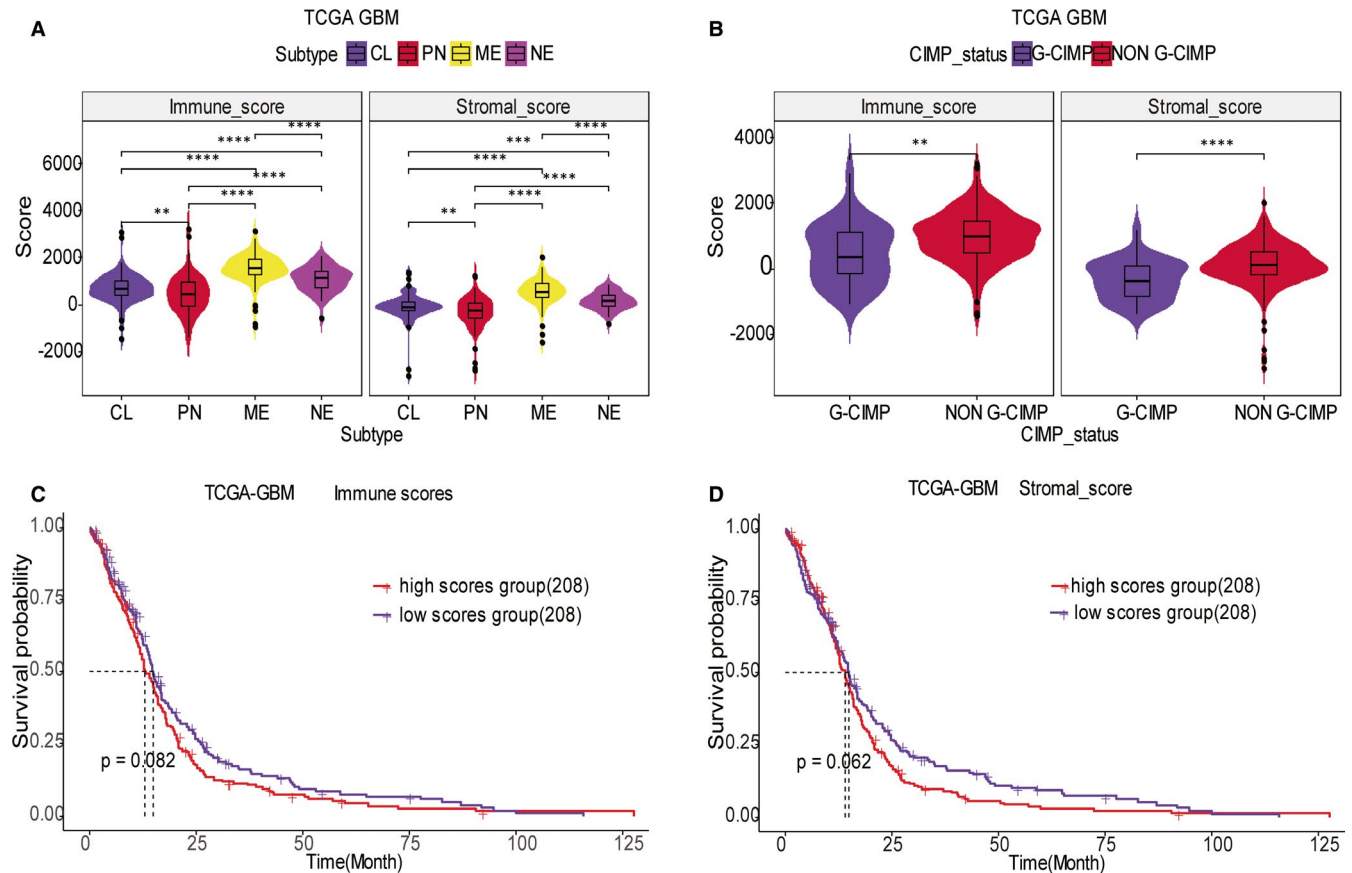 A
TCGA GBM
Subtype CL PN ME NE
Immune_score Stromal_score
Score
6000
4000
2000
0
-2000
** **** **** **** **** ****
** **** **** **** *** ****
CL PN ME NE CL PN ME NE
Subtype
B
TCGA GBM
CIMP_status G-CIMP NON G-CIMP
Immune_score Stromal_score
Score
4000
2000
0
-2000
** ****
G-CIMP NON G-CIMP G-CIMP NON G-CIMP
CIMP_status
C
TCGA-GBM Immune scores
Survival probability
1.00
0.75
0.50
0.25
0.00
high scores group(208)
low scores group(208)
p = 0.082
0 25 50 75 100 125
Time(Month)
D
TCGA-GBM Stromal_score
Survival probability
1.00
0.75
0.50
0.25
0.00
high scores group(208)
low scores group(208)
p = 0.062
0 25 50 75 100 125
Time(Month)